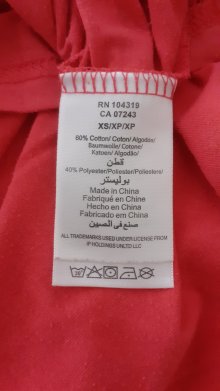 RN 104319
CA 07243
XS/XP/XP
60% Cotton/ Coton/ Algodón/
Baumwolle/ Cotone/
Katoen/ Algodão/
قطن
40% Polyester/Poliester/Poliesterı/
بوليستر
Made in China
Fabriqué en Chine
Hecho en China
Fabricado em China
صنع في الصين
ALL TRADEMARKS USED UNDER LICENSE FROM
IP HOLDINGS UNLTD LLC